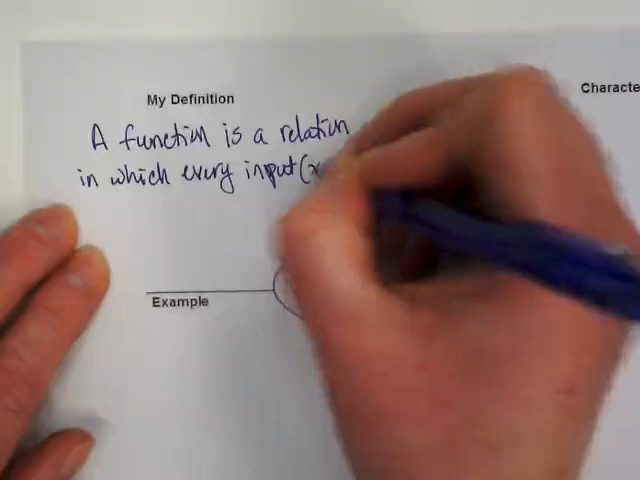 My Definition
Characte
A function is a relation
in which every input (x
Example